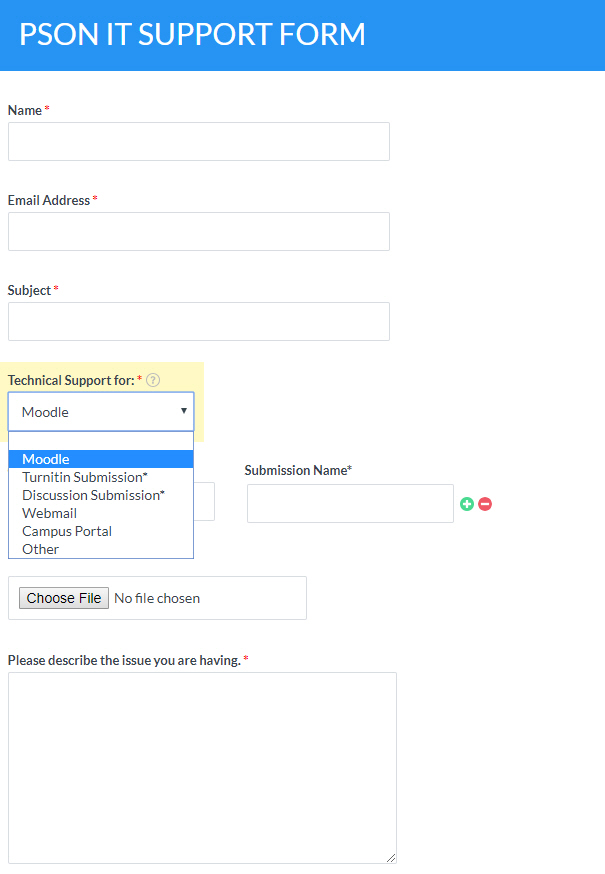 PSON IT SUPPORT FORM
Name *
Email Address *
Subject *
Technical Support for: * ?
Moodle
Moodle
Turnitin Submission*
Discussion Submission*
Webmail
Campus Portal
Other
Submission Name*
Choose File No file chosen
Please describe the issue you are having. *